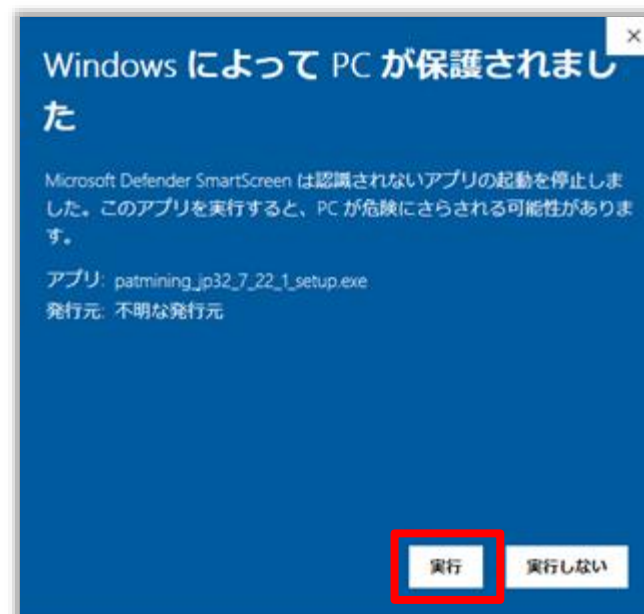 Windows によって PC が保護されまし
た
Microsoft Defender SmartScreen は認識されないアプリの起動を停止しま
した。このアプリを実行すると、PC が危険にさらされる可能性がありま
す。
アプリ: patmining_jp32_7_22_1_setup.exe
発行元: 不明な発行元
実行 実行しない